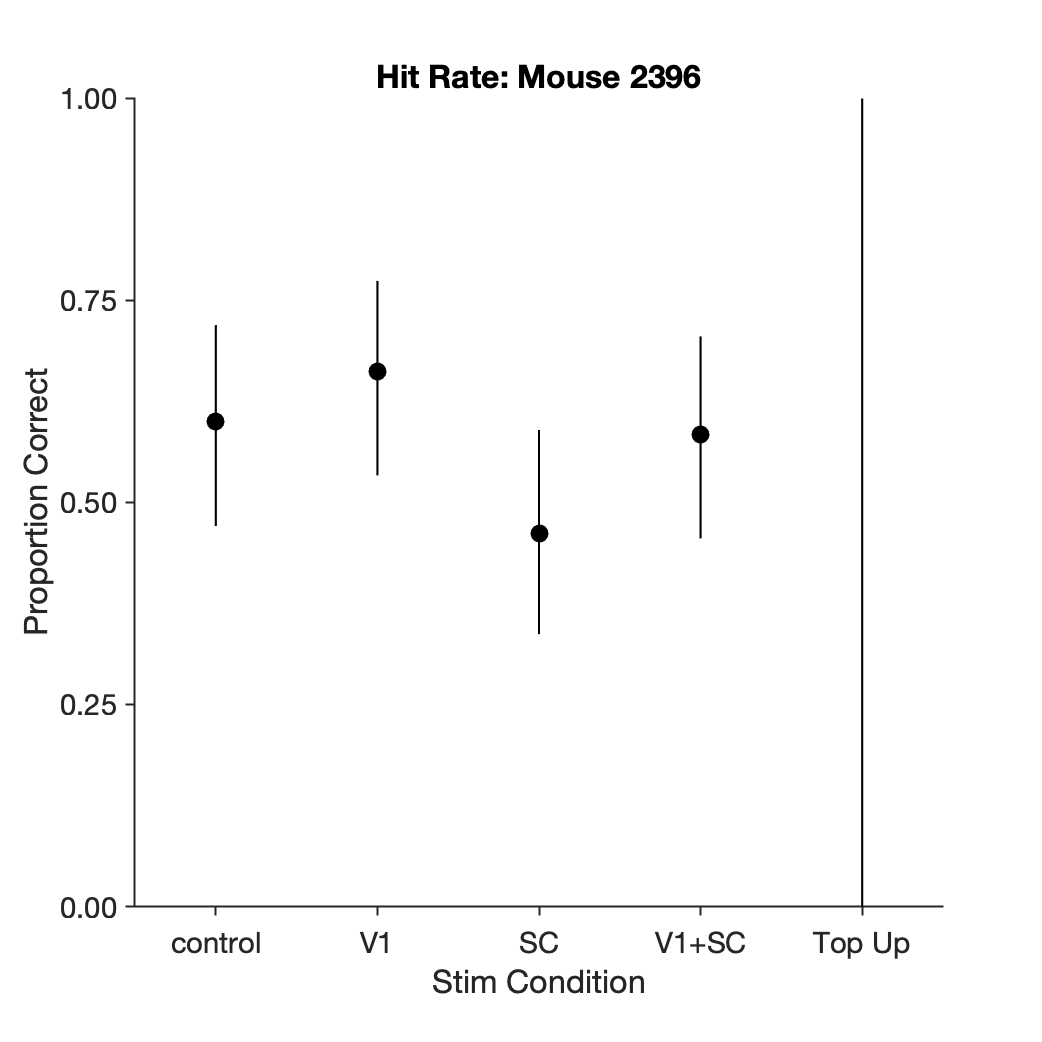 Hit Rate: Mouse 2396
1.00
0.75
0.50
0.25
0.00
Proportion Correct
control V1 SC V1+SC Top Up
Stim Condition